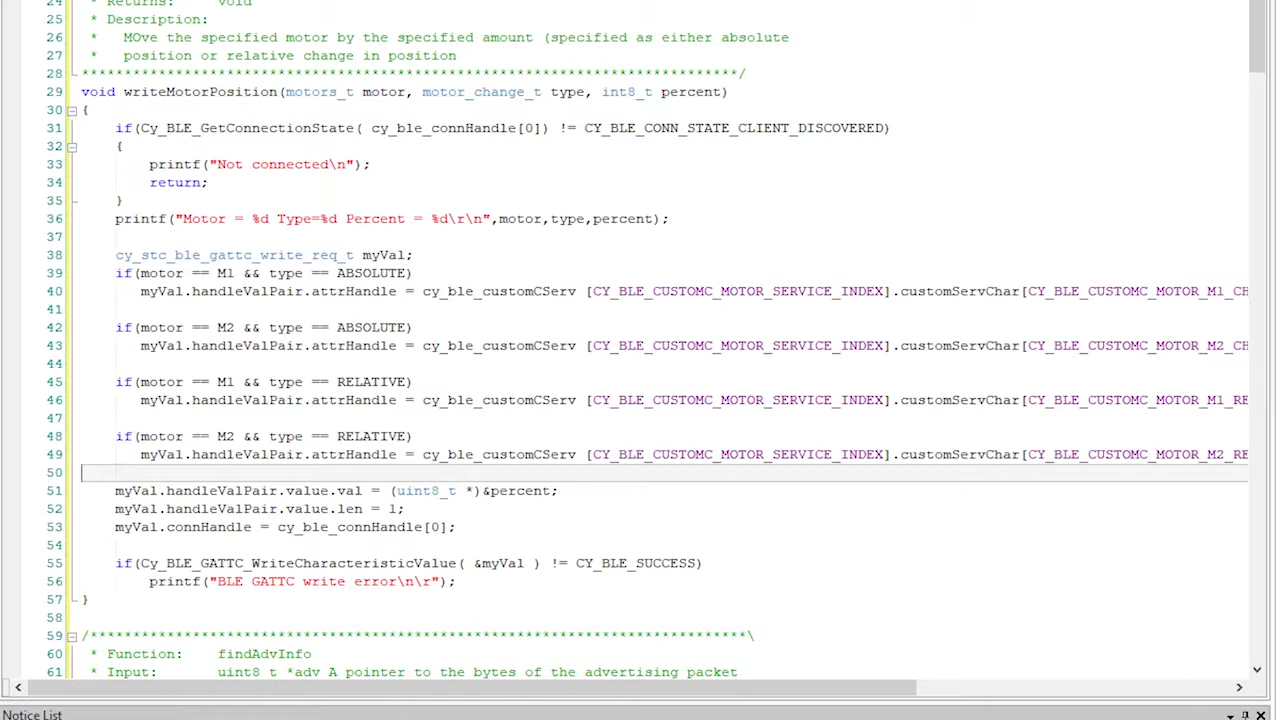 24 * Returns: void
25 * Description:
26 * MOve the specified motor by the specified amount (specified as either absolute
27 * position or relative change in position
28 ******************************************************************************/
29 void writeMotorPosition(motors_t motor, motor_change_t type, int8_t percent)
30 {
31 if(Cy_BLE_GetConnectionState( cy_ble_connHandle[0]) != CY_BLE_CONN_STATE_CLIENT_DISCOVERED)
32 {
33 printf("Not connected\n");
34 return;
35 }
36 printf("Motor = %d Type=%d Percent = %d\r\n",motor,type,percent);
37
38 cy_stc_ble_gattc_write_req_t myVal;
39 if(motor == M1 && type == ABSOLUTE)
40 myVal.handleValPair.attrHandle = cy_ble_customCServ [CY_BLE_CUSTOMC_MOTOR_SERVICE_INDEX].customServChar[CY_BLE_CUSTOMC_MOTOR_M1_CH
41
42 if(motor == M2 && type == ABSOLUTE)
43 myVal.handleValPair.attrHandle = cy_ble_customCServ [CY_BLE_CUSTOMC_MOTOR_SERVICE_INDEX].customServChar[CY_BLE_CUSTOMC_MOTOR_M2_CH
44
45 if(motor == M1 && type == RELATIVE)
46 myVal.handleValPair.attrHandle = cy_ble_customCServ [CY_BLE_CUSTOMC_MOTOR_SERVICE_INDEX].customServChar[CY_BLE_CUSTOMC_MOTOR_M1_RE
47
48 if(motor == M2 && type == RELATIVE)
49 myVal.handleValPair.attrHandle = cy_ble_customCServ [CY_BLE_CUSTOMC_MOTOR_SERVICE_INDEX].customServChar[CY_BLE_CUSTOMC_MOTOR_M2_RE
50
51 myVal.handleValPair.value.val = (uint8_t *)&percent;
52 myVal.handleValPair.value.len = 1;
53 myVal.connHandle = cy_ble_connHandle[0];
54
55 if(Cy_BLE_GATTC_WriteCharacteristicValue( &myVal ) != CY_BLE_SUCCESS)
56 printf("BLE GATTC write error\n\r");
57 }
58
59 /******************************************************************************\
60 * Function: findAdvInfo
61 * Input: uint8_t *adv A pointer to the bytes of the advertising packet
Notice List